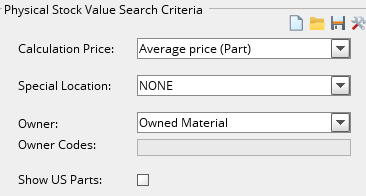 Physical Stock Value Search Criteria
Calculation Price: Average price (Part)
Special Location: NONE
Owner: Owned Material
Owner Codes:
Show US Parts: